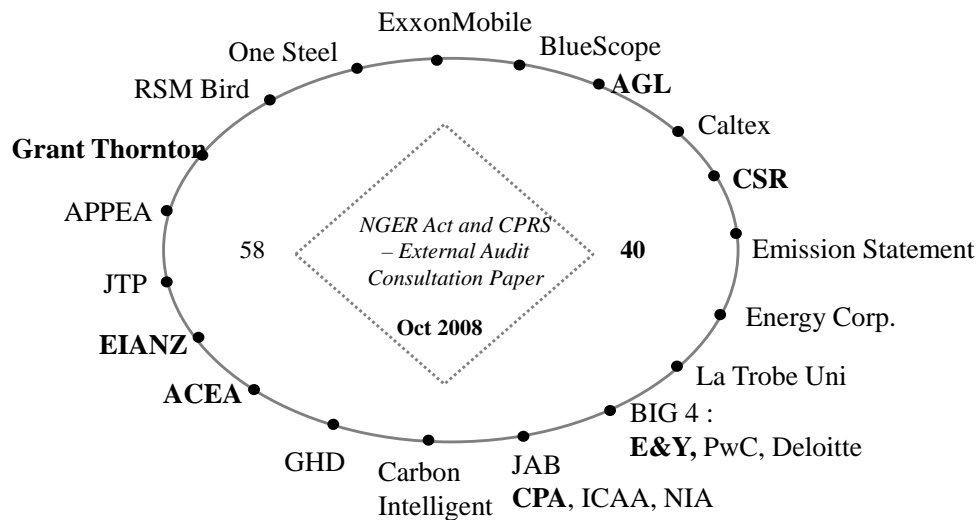 ExxonMobile
One Steel
BlueScope
RSM Bird
AGL
Caltex
Grant Thornton
CSR
APPEA
NGER Act and CPRS
– External Audit
Consultation Paper
58
40
Emission Statement
JTP
Oct 2008
Energy Corp.
EIANZ
La Trobe Uni
ACEA
BIG 4 :
E&Y, PwC, Deloitte
GHD
Carbon
Intelligent
JAB
CPA, ICAA, NIA